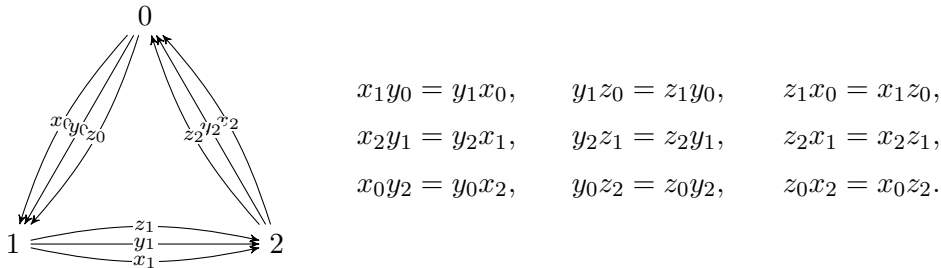 0
x₀ y₀ z₀ z₂ y₂ x₂
1 2
z₁
y₁
x₁
x₁y₀ = y₁x₀, y₁z₀ = z₁y₀, z₁x₀ = x₁z₀,
x₂y₁ = y₂x₁, y₂z₁ = z₂y₁, z₂x₁ = x₂z₁,
x₀y₂ = y₀x₂, y₀z₂ = z₀y₂, z₀x₂ = x₀z₂.